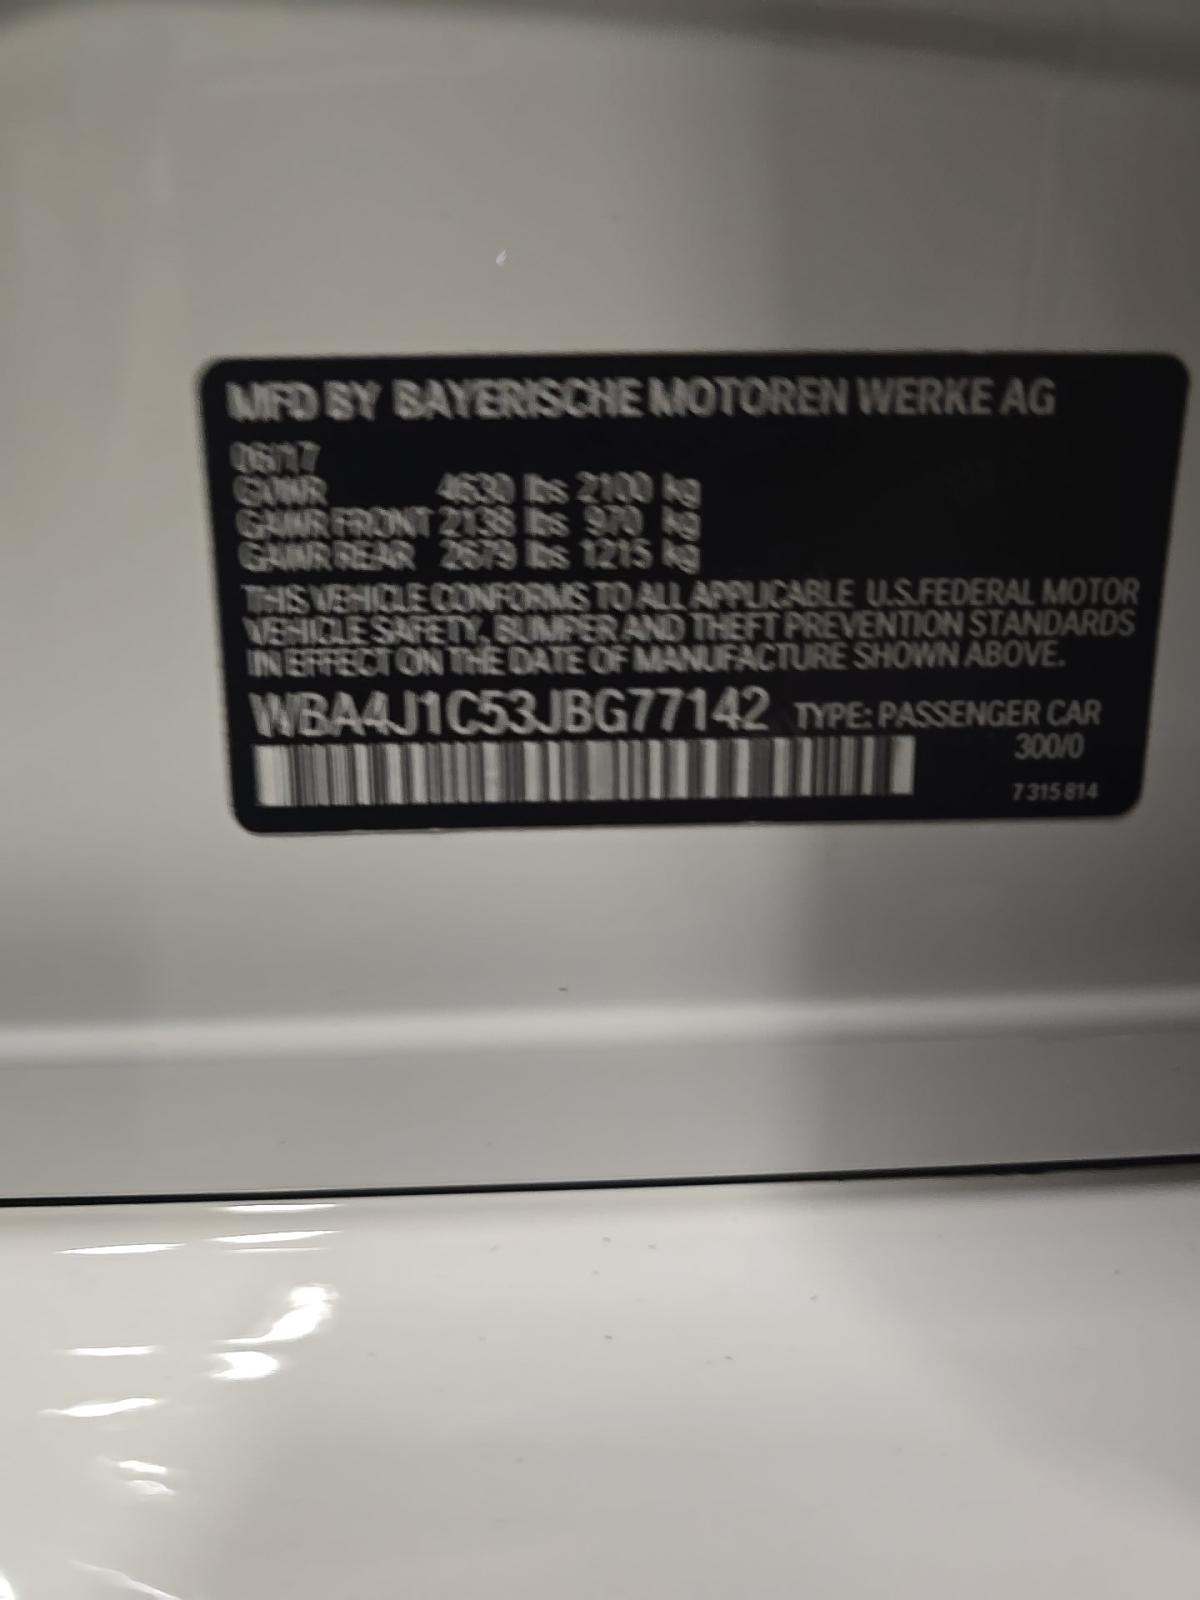 MFD BY BAYERISCHE MOTOREN WERKE AG
06/17
GVWR 4630 lbs 2100 kg
GAWR FRONT 2138 lbs 970 kg
GAWR REAR 2679 lbs 1215 kg
THIS VEHICLE CONFORMS TO ALL APPLICABLE U.S.FEDERAL MOTOR
VEHICLE SAFETY, BUMPER AND THEFT PREVENTION STANDARDS
IN EFFECT ON THE DATE OF MANUFACTURE SHOWN ABOVE.
WBA4J1C53JBG77142 TYPE: PASSENGER CAR
300/0
7 315 814